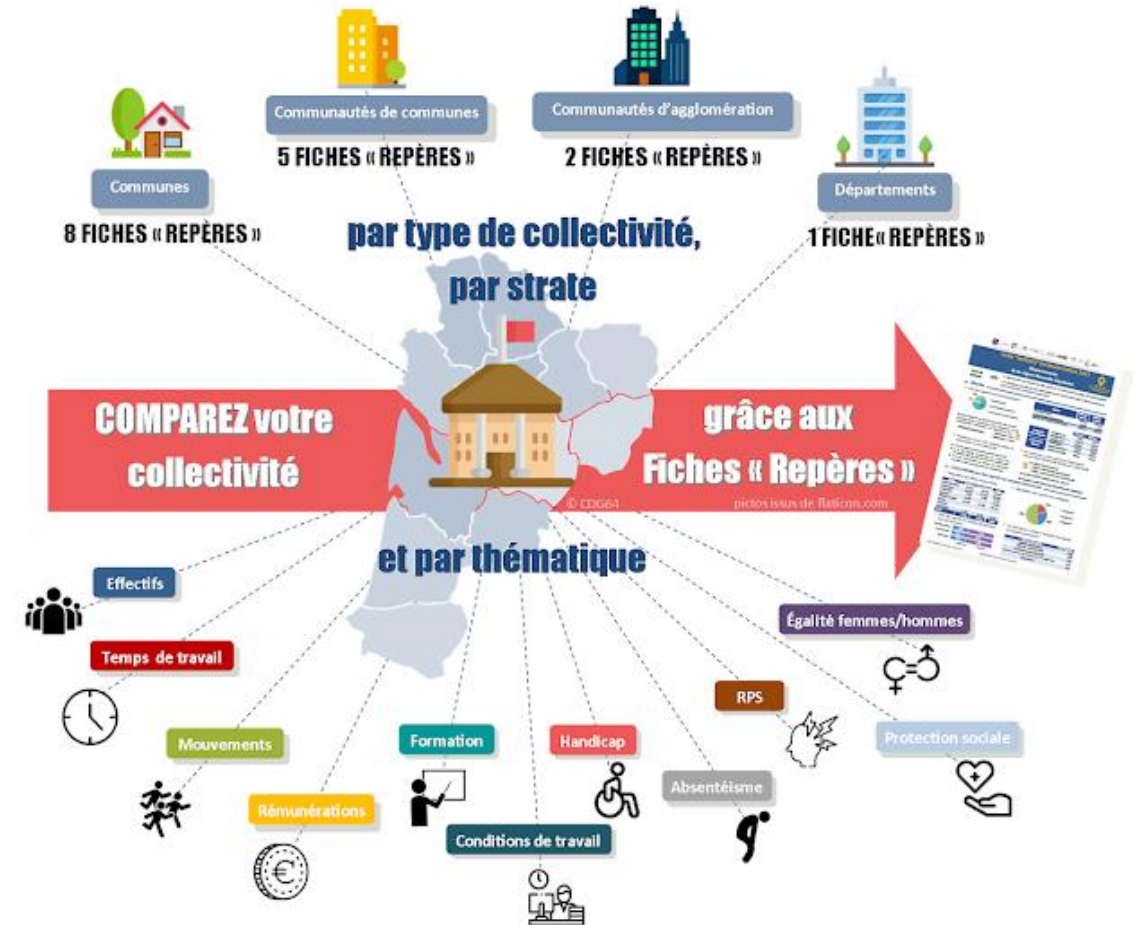 Communautés de communes
5 FICHES « REPÈRES »
Communautés d'agglomération
2 FICHES « REPÈRES »
Communes
8 FICHES « REPÈRES »
Départements
1 FICHE« REPÈRES »
par type de collectivité,
par strate
COMPAREZ votre
collectivité
grâce aux
Fiches « Repères »
© CDG64
pictos issus de flaticon.com
et par thématique
Effectifs
Temps de travail
Mouvements
Rémunérations
Formation
Conditions de travail
Handicap
Absentéisme
RPS
Égalité femmes/hommes
Protection sociale